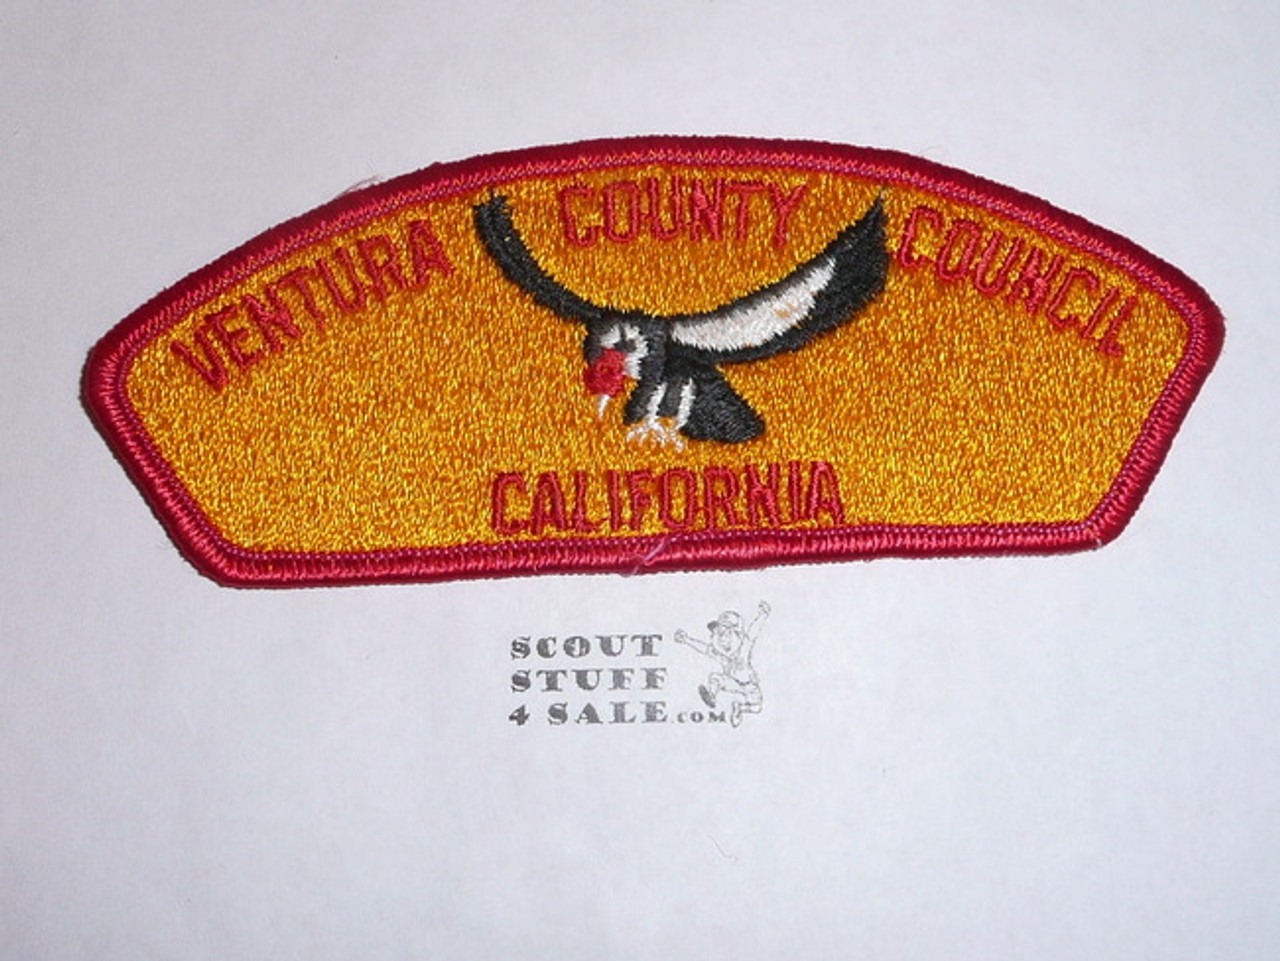 VENTURA COUNTY COUNCIL
CALIFORNIA
SCOUT
STUFF
4 SALE.COM